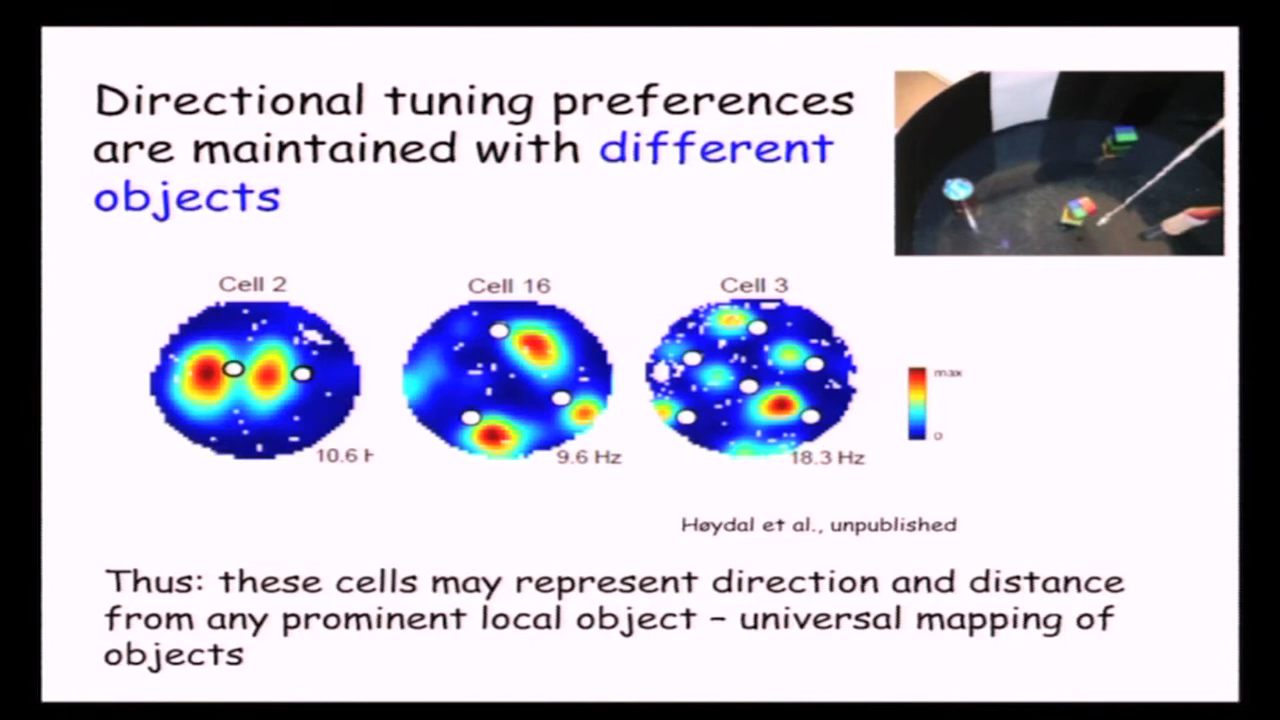 Directional tuning preferences
are maintained with different
objects
Cell 2
Cell 16
Cell 3
max
0
10.6 H
9.6 Hz
18.3 Hz
Høydal et al., unpublished
Thus: these cells may represent direction and distance
from any prominent local object – universal mapping of
objects